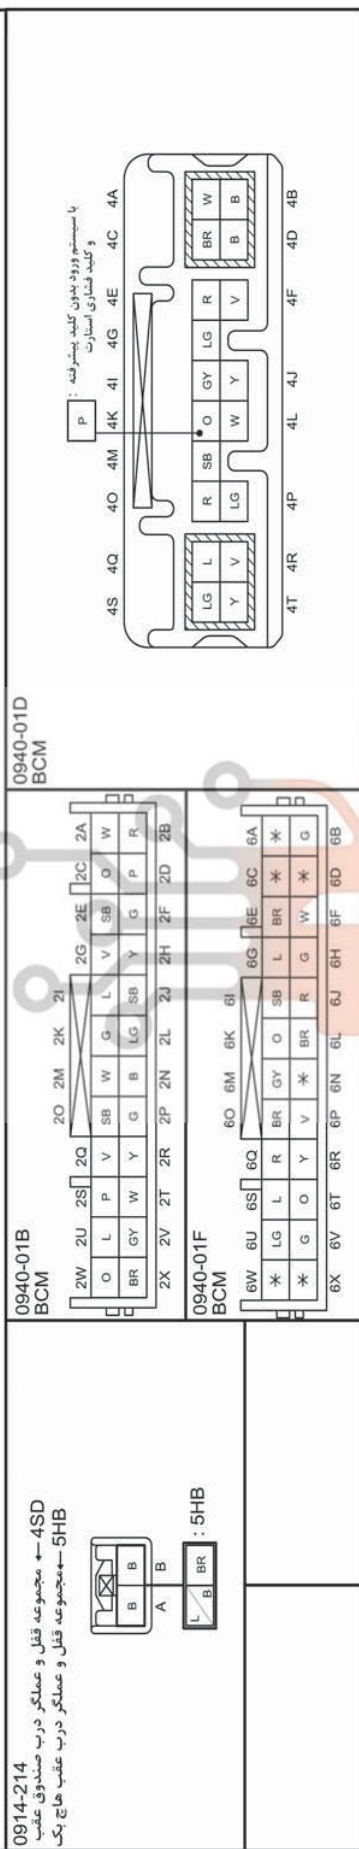 0914-214
4SD ← مجموعه قفل و عملگر درب صندوق عقب
5HB ← مجموعه قفل و عملگر درب عقب هاچ بک
B B
A B
L/B BR : 5HB
0940-01B
BCM
2W 2U 2S 2Q 2O 2M 2K 2I 2G 2E 2C 2A
O L P V SB W G L V SB O W
BR GY W Y G B LG SB Y G P R
2X 2V 2T 2R 2P 2N 2L 2J 2H 2F 2D 2B
0940-01F
BCM
6W 6U 6S 6Q 6O 6M 6K 6I 6G 6E 6C 6A
* LG L R BR GY O SB L BR * *
* G O Y V * BR R G W * G
6X 6V 6T 6R 6P 6N 6L 6J 6H 6F 6D 6B
0940-01D
BCM
P : با سیستم ورود بدون کلید پیشرفته
و کلید فشاری استارت
4S 4Q 4O 4M 4K 4I 4G 4E 4C 4A
LG L R SB O GY LG R BR W
Y V LG W Y V B B
4T 4R 4P 4L 4J 4F 4D 4B